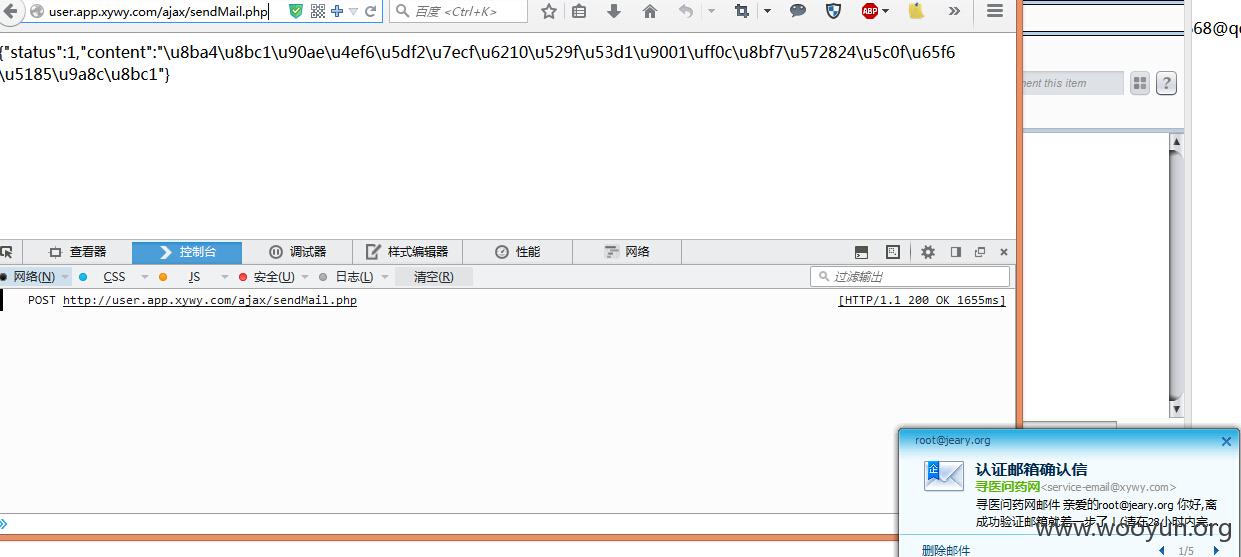 user.app.xywy.com/ajax/sendMail.php
百度 <Ctrl+K>
ABP
68@q
{"status":1,"content":"\u8ba4\u8bc1\u90ae\u4ef6\u5df2\u7ecf\u6210\u529f\u53d1\u9001\uff0c\u8bf7\u572824\u5c0f\u65f6
\u5185\u9a8c\u8bc1"}
ment this item
?
查看器 控制台 调试器 样式编辑器 性能 网络
网络(N) CSS JS 安全(U) 日志(L) 清空(R) 过滤输出
POST http://user.app.xywy.com/ajax/sendMail.php [HTTP/1.1 200 OK 1655ms]
root@jeary.org
企
认证邮箱确认信
寻医问药网<service-email@xywy.com>
寻医问药网邮件 亲爱的root@jeary.org 你好,离
成功验证邮箱就差一步了！(请在28小时内完...
www.wooyun.org
删除邮件 1/5